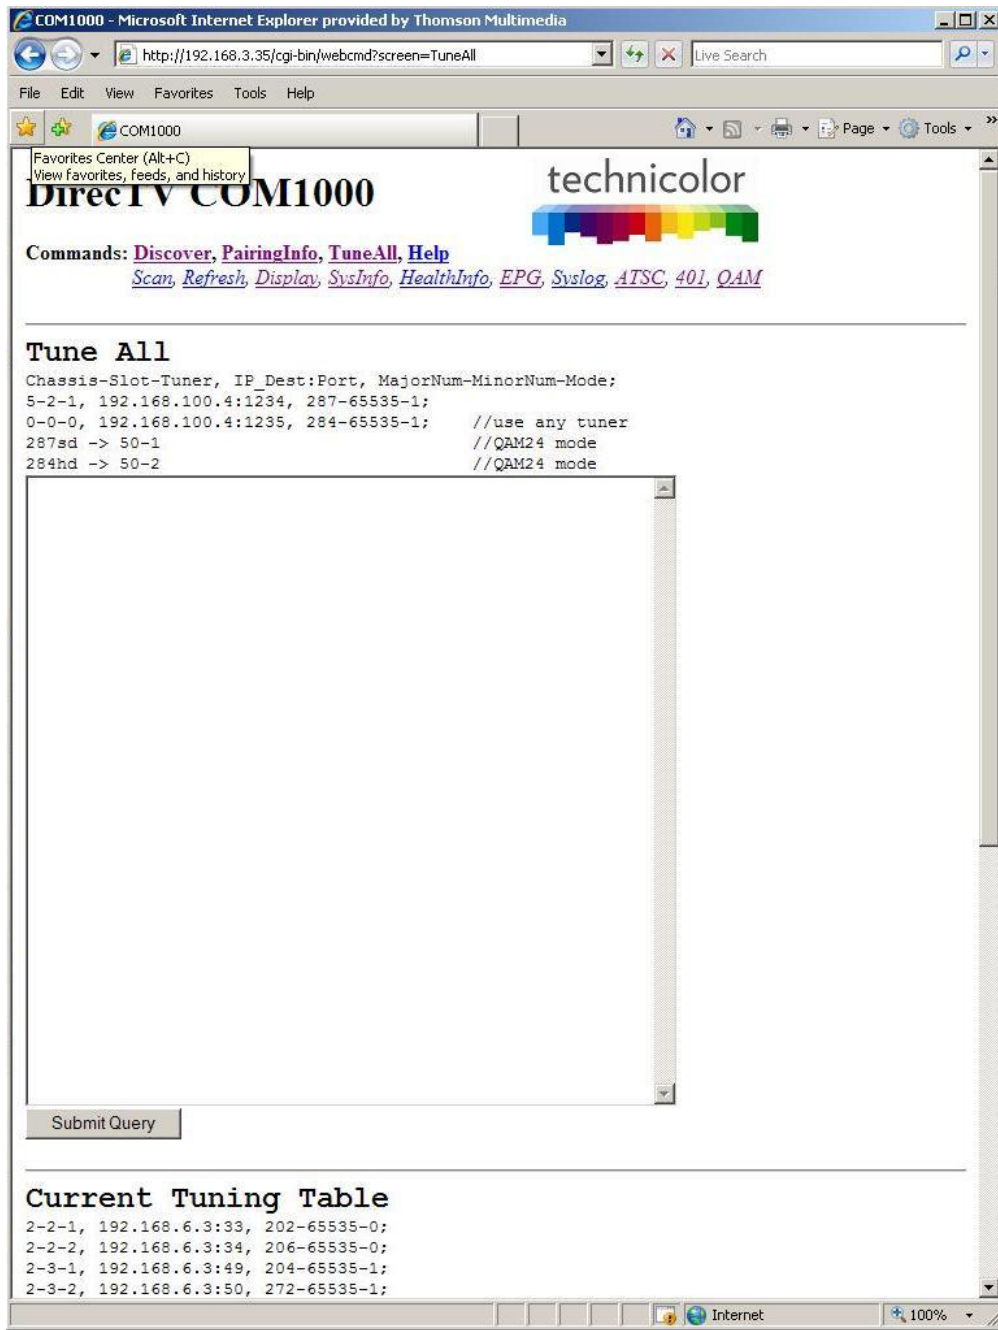 COM1000 - Microsoft Internet Explorer provided by Thomson Multimedia
http://192.168.3.35/cgi-bin/webcmd?screen=TuneAll
Live Search
File Edit View Favorites Tools Help
COM1000
Page Tools
Favorites Center (Alt+C)
View favorites, feeds, and history
DirecTV COM1000
technicolor
Commands: Discover, PairingInfo, TuneAll, Help
Scan, Refresh, Display, SysInfo, HealthInfo, EPG, Syslog, ATSC, 401, QAM
Tune All
Chassis-Slot-Tuner, IP_Dest:Port, MajorNum-MinorNum-Mode;
5-2-1, 192.168.100.4:1234, 287-65535-1;
0-0-0, 192.168.100.4:1235, 284-65535-1; //use any tuner
287sd -> 50-1 //QAM24 mode
284hd -> 50-2 //QAM24 mode
Submit Query
Current Tuning Table
2-2-1, 192.168.6.3:33, 202-65535-0;
2-2-2, 192.168.6.3:34, 206-65535-0;
2-3-1, 192.168.6.3:49, 204-65535-1;
2-3-2, 192.168.6.3:50, 272-65535-1;
Internet
100%